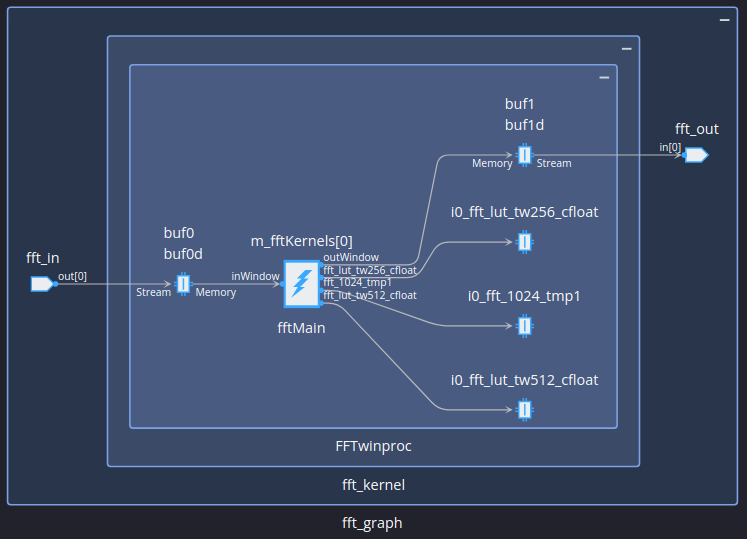 buf1
buf1d
fft_out
in[0]
Memory
Stream
i0_fft_lut_tw256_cfloat
buf0
buf0d
m_fftKernels[0]
outWindow
fft_in
out[0]
inWindow
fft_lut_tw256_cfloat
fft_1024_tmp1
Stream
Memory
fft_lut_tw512_cfloat
i0_fft_1024_tmp1
fftMain
i0_fft_lut_tw512_cfloat
FFTwinproc
fft_kernel
fft_graph